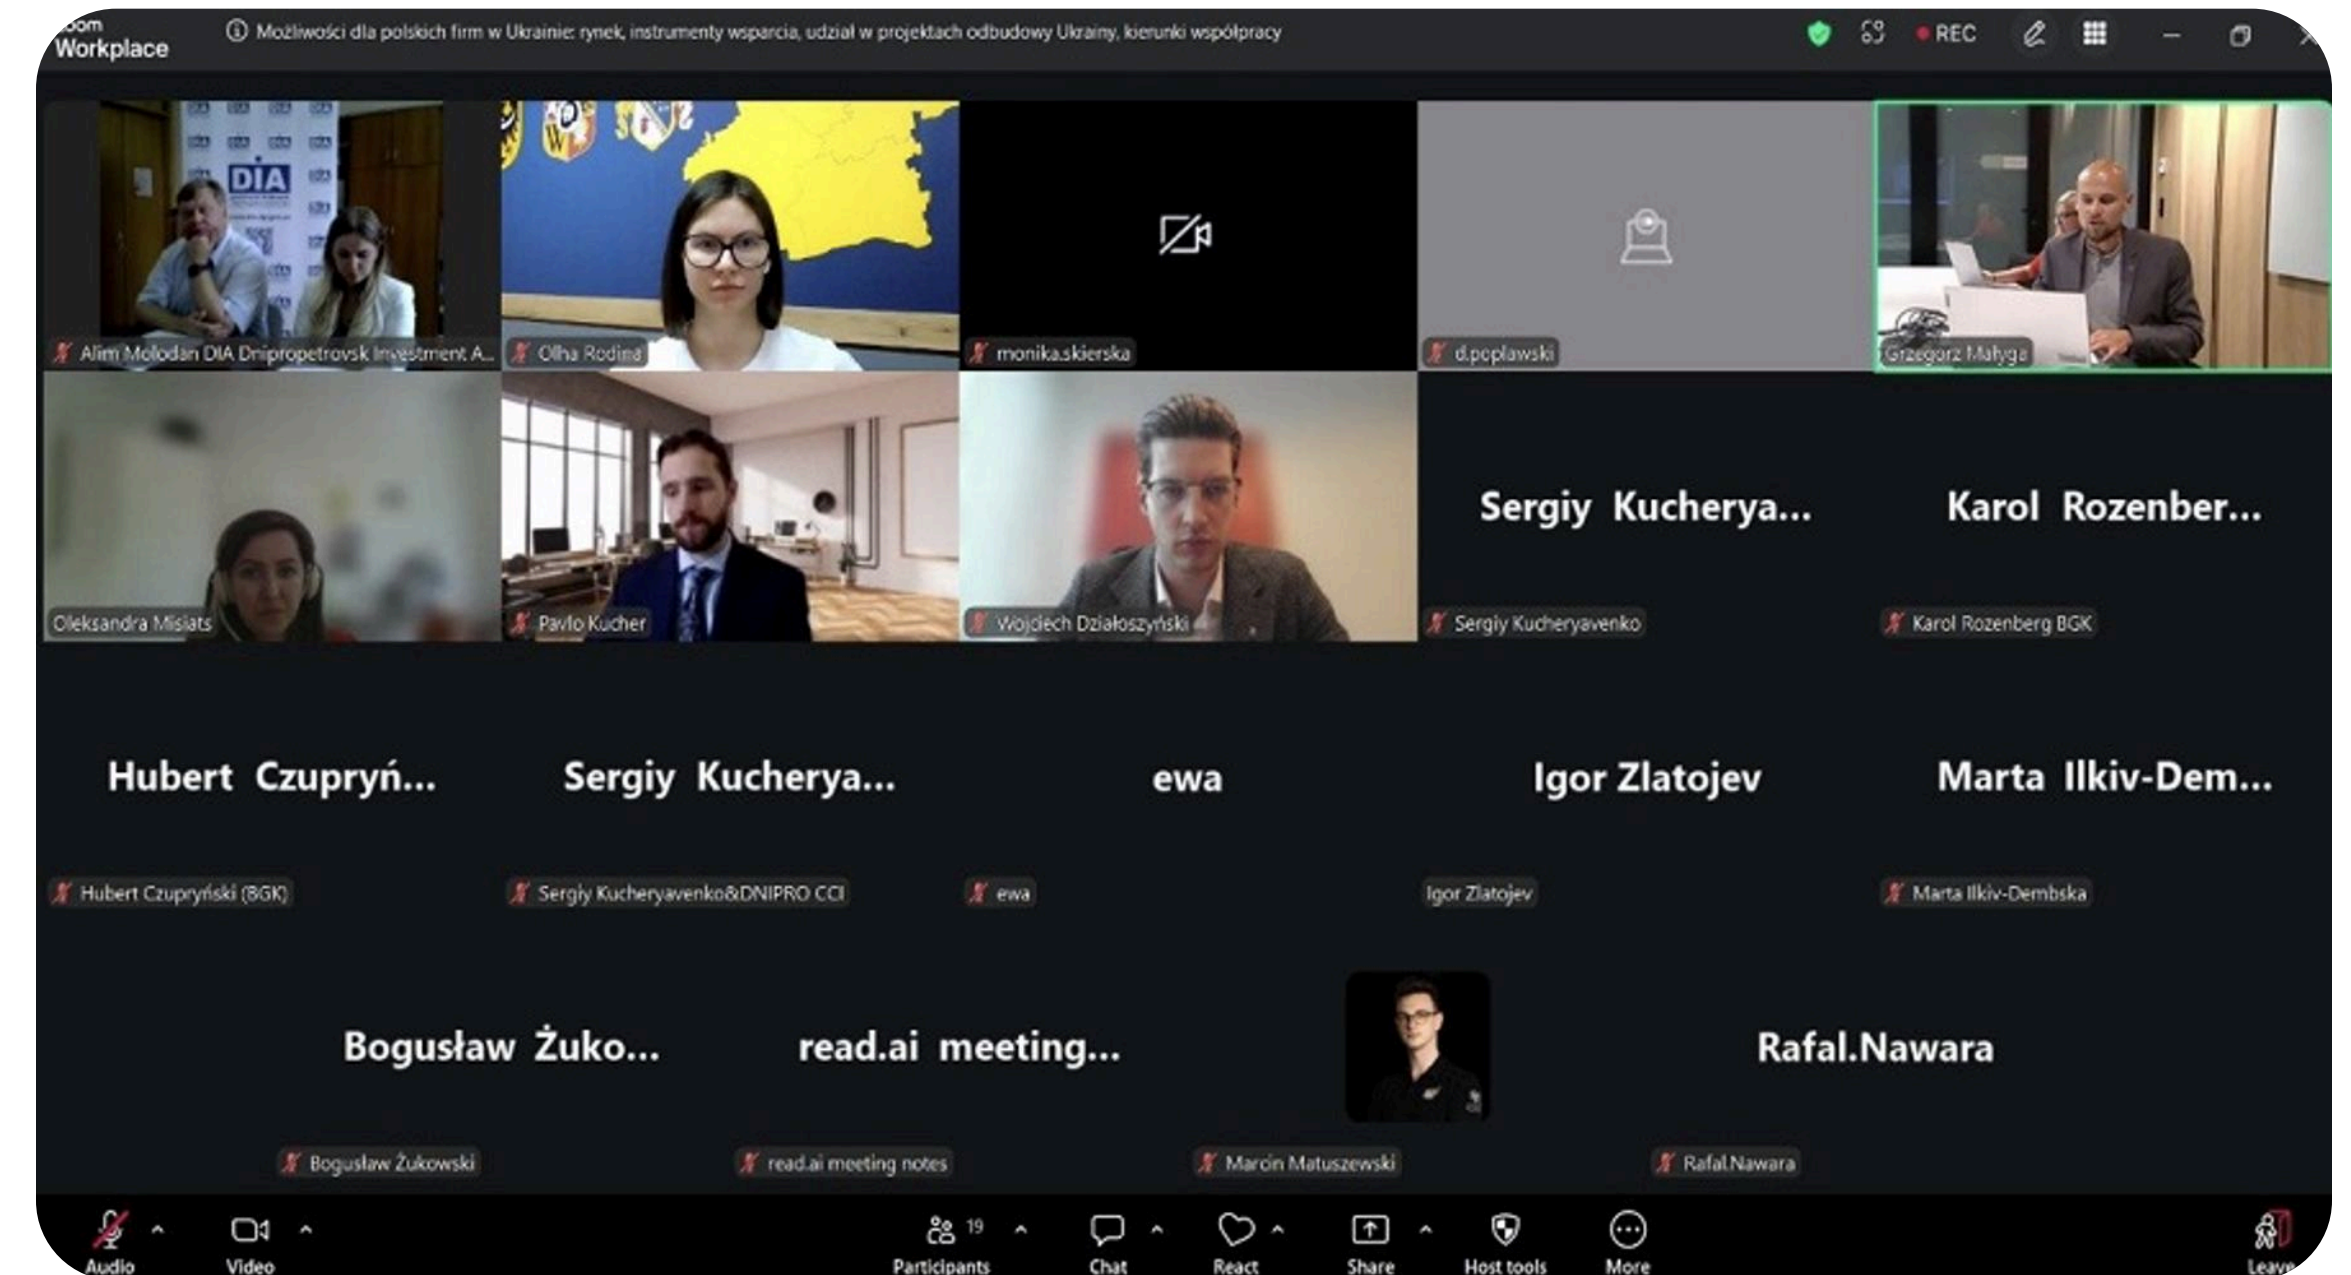 Workplace
Możliwości dla polskich firm w Ukrainie: rynek, instrumenty wsparcia, udział w projektach odbudowy Ukrainy, kierunki współpracy
REC
DIA
Alim Molodan DIA Dnipropetrovsk Investment A...
Olha Rodina
monika.skierska
d.poplawski
Grzegorz Małyga
Oleksandra Misiats
Pavlo Kucher
Wojciech Działoszyński
Sergiy Kucherya...
Sergiy Kucheryavenko
Karol Rozenber...
Karol Rozenberg BGK
Hubert Czupryń...
Hubert Czupryński (BGK)
Sergiy Kucherya...
Sergiy Kucheryavenko&DNIPRO CCI
ewa
ewa
Igor Zlatojev
Igor Zlatojev
Marta Ilkiv-Dem...
Marta Ilkiv-Dembska
Bogusław Żuko...
Bogusław Żukowski
read.ai meeting...
read.ai meeting notes
Marcin Matuszewski
Rafal.Nawara
Rafal.Nawara
Audio
Video
19
Participants
Chat
React
Share
Host tools
More
Leave